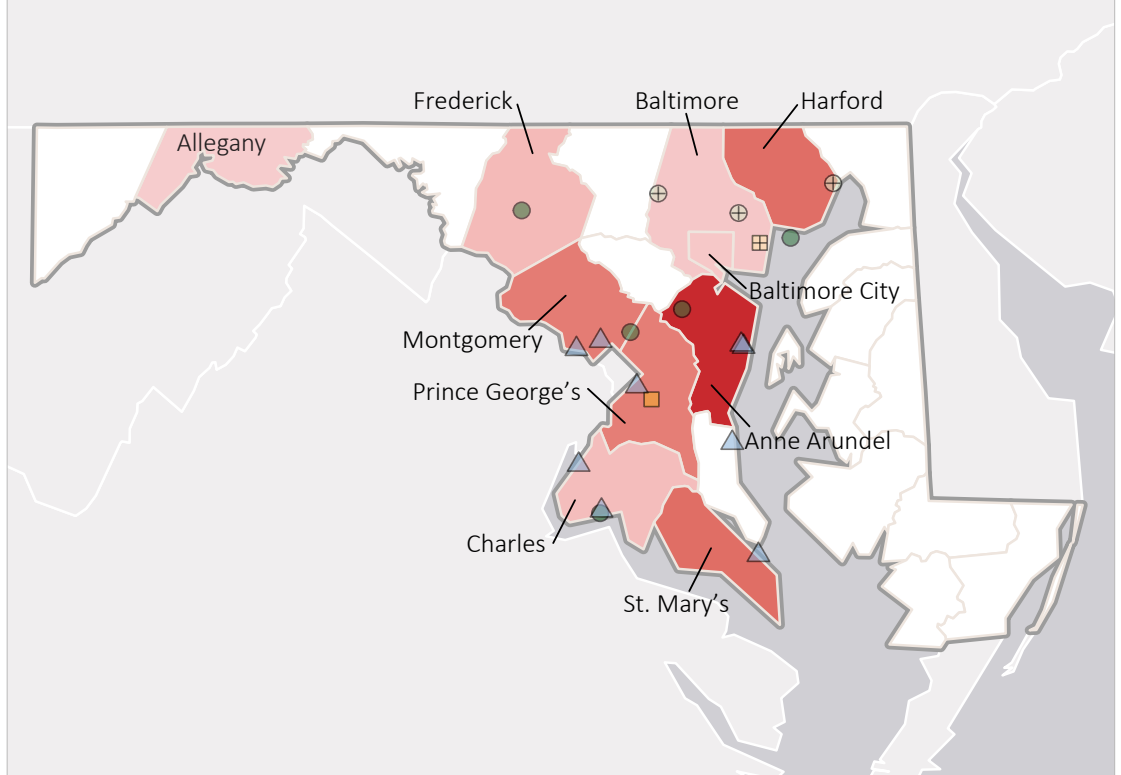 Frederick
Baltimore
Harford
Allegany
Baltimore City
Montgomery
Prince George’s
Anne Arundel
Charles
St. Mary’s